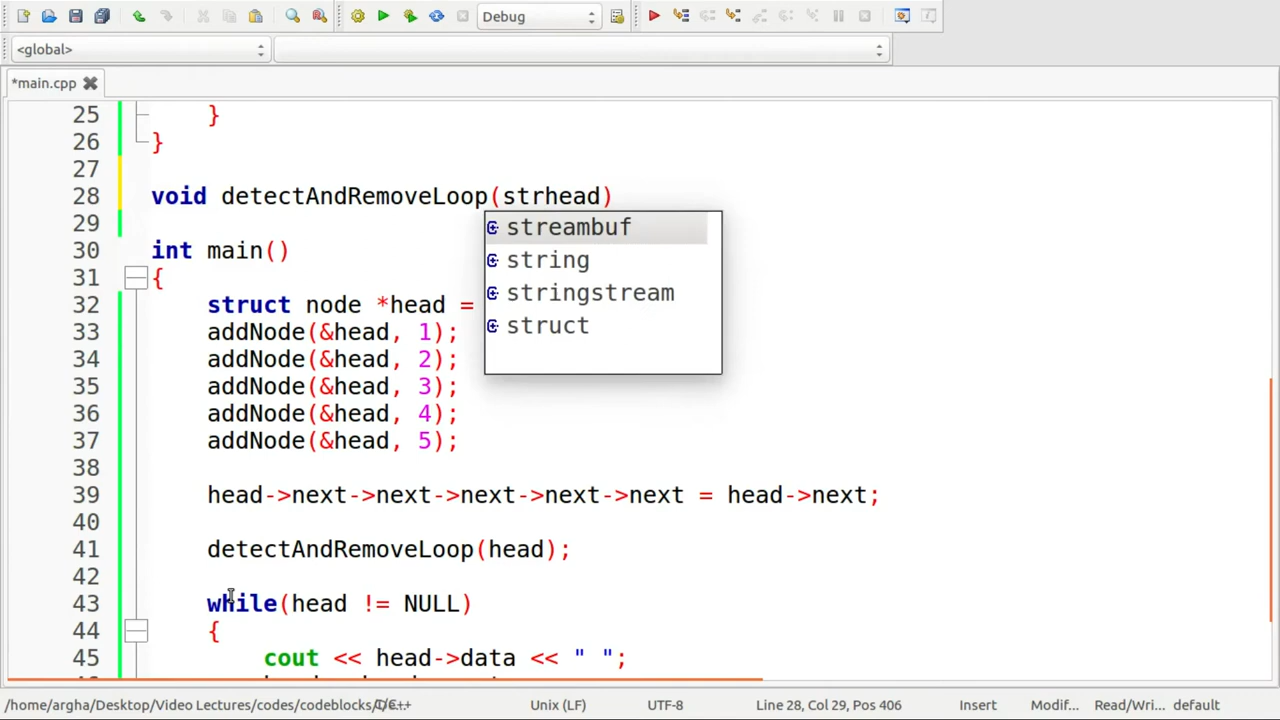 Debug
<global>
*main.cpp
25 }
26 }
27
28 void detectAndRemoveLoop(strhead)
streambuf
29
string
30 int main()
stringstream
31 {
struct
32 struct node *head =
33 addNode(&head, 1);
34 addNode(&head, 2);
35 addNode(&head, 3);
36 addNode(&head, 4);
37 addNode(&head, 5);
38
39 head->next->next->next->next->next = head->next;
40
41 detectAndRemoveLoop(head);
42
43 while(head != NULL)
44 {
45 cout << head->data << " ";
/home/argha/Desktop/Video Lectures/codes/codeblocks/ C/C++ Unix (LF) UTF-8 Line 28, Col 29, Pos 406 Insert Modif... Read/Wri... default